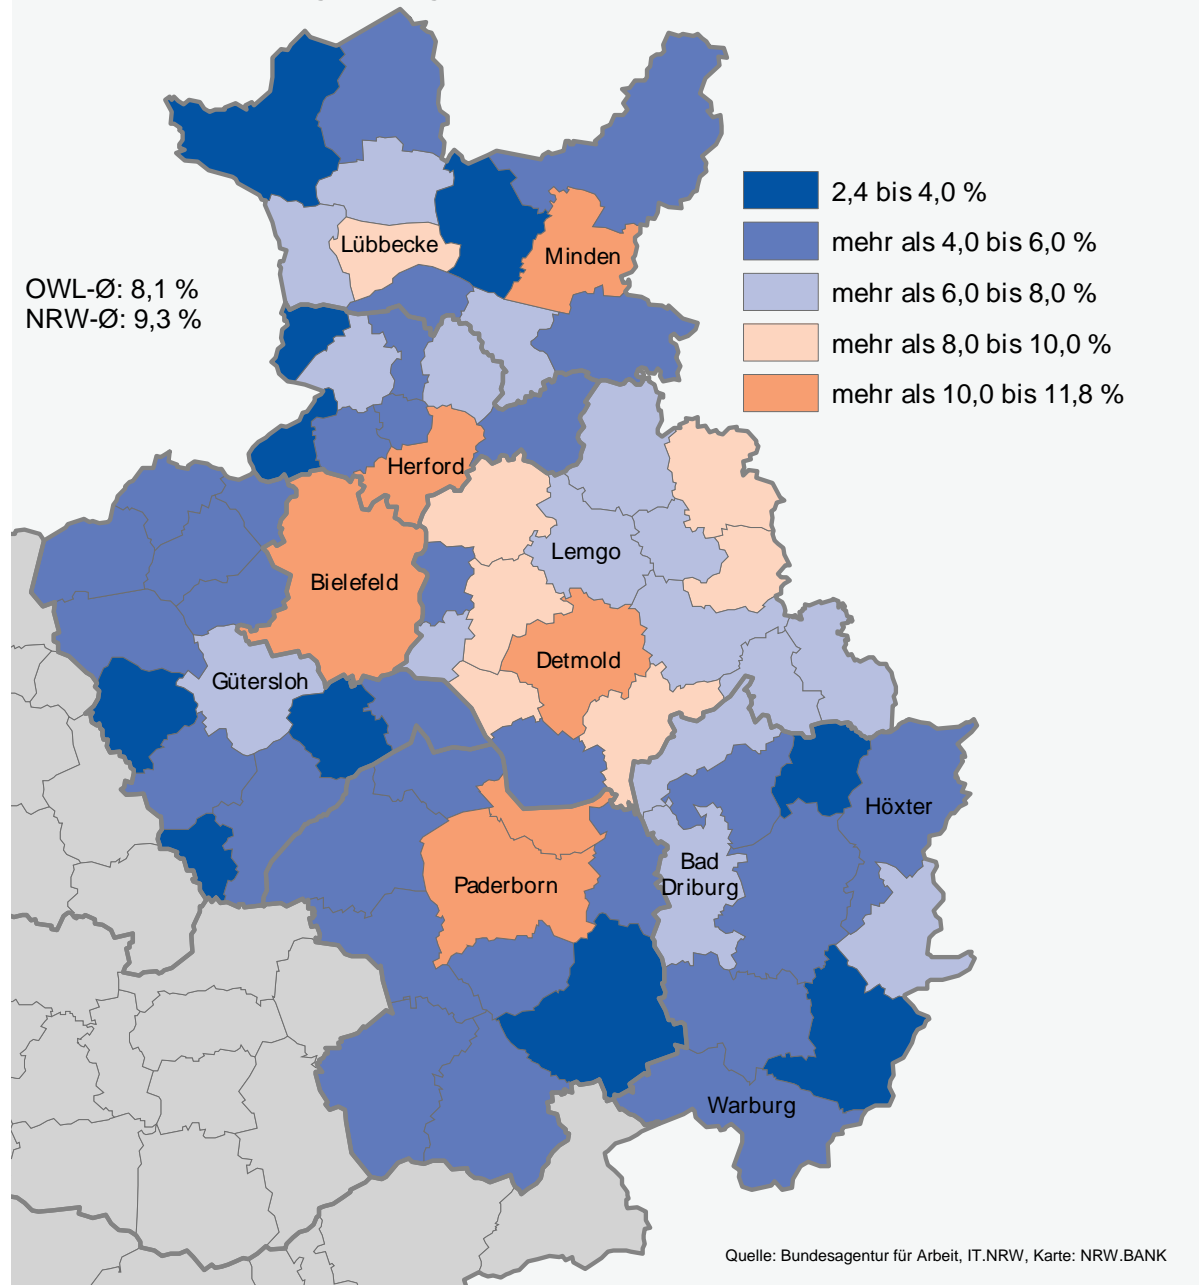 2,4 bis 4,0 %
mehr als 4,0 bis 6,0 %
mehr als 6,0 bis 8,0 %
mehr als 8,0 bis 10,0 %
mehr als 10,0 bis 11,8 %
OWL-Ø: 8,1 %
NRW-Ø: 9,3 %
Lübbecke
Minden
Herford
Lemgo
Bielefeld
Detmold
Gütersloh
Höxter
Bad
Driburg
Paderborn
Warburg
Quelle: Bundesagentur für Arbeit, IT.NRW, Karte: NRW.BANK